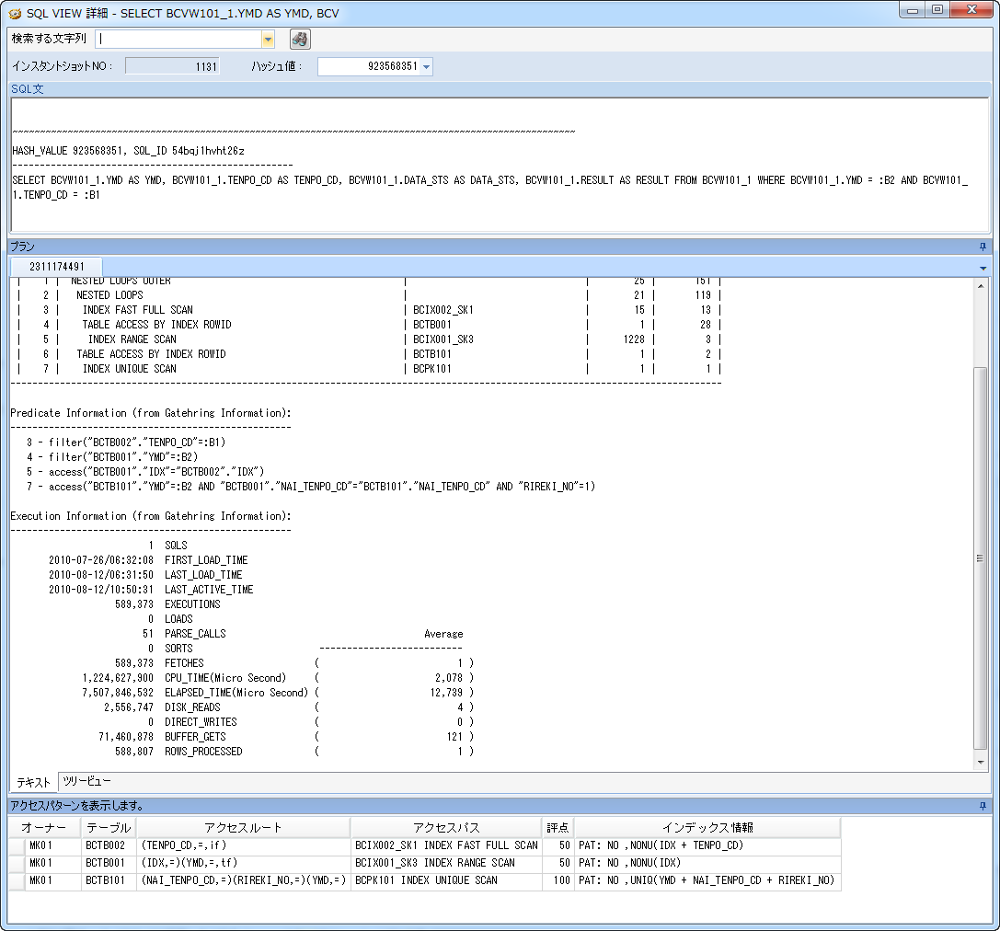 SQL VIEW 詳細 - SELECT BCVW101_1.YMD AS YMD, BCV
検索する文字列
インスタントショットNO : 1131 ハッシュ値 : 923568351
SQL文
~~~~~~~~~~~~~~~~~~~~~~~~~~~~~~~~~~~~~~~~~~~~~~~~~~~~~~~~~~~~~~~~~~~~~~~~~~~~~~~~~~~~~~~~~~~~~~~~~~~~~~
HASH_VALUE 923568351, SQL_ID 54bqj1hvht26z
---------------------------------------------------
SELECT BCVW101_1.YMD AS YMD, BCVW101_1.TENPO_CD AS TENPO_CD, BCVW101_1.DATA_STS AS DATA_STS, BCVW101_1.RESULT AS RESULT FROM BCVW101_1 WHERE BCVW101_1.YMD = :B2 AND BCVW101_
1.TENPO_CD = :B1
プラン
2311174491
| 1 | NESTED LOOPS OUTER | | 25 | 151 |
| 2 | NESTED LOOPS | | 21 | 119 |
| 3 | INDEX FAST FULL SCAN | BCIX002_SK1 | 15 | 13 |
| 4 | TABLE ACCESS BY INDEX ROWID | BCTB001 | 1 | 28 |
| 5 | INDEX RANGE SCAN | BCIX001_SK3 | 1228 | 3 |
| 6 | TABLE ACCESS BY INDEX ROWID | BCTB101 | 1 | 2 |
| 7 | INDEX UNIQUE SCAN | BCPK101 | 1 | 1 |
---------------------------------------------------------------------------------------------------------------------------------
Predicate Information (from Gatehring Information):
---------------------------------------------------
3 - filter("BCTB002"."TENPO_CD"=:B1)
4 - filter("BCTB001"."YMD"=:B2)
5 - access("BCTB001"."IDX"="BCTB002"."IDX")
7 - access("BCTB101"."YMD"=:B2 AND "BCTB001"."NAI_TENPO_CD"="BCTB101"."NAI_TENPO_CD" AND "RIREKI_NO"=1)
Execution Information (from Gatehring Information):
---------------------------------------------------
1 SQLS
2010-07-26/06:32:08 FIRST_LOAD_TIME
2010-08-12/06:31:50 LAST_LOAD_TIME
2010-08-12/10:50:31 LAST_ACTIVE_TIME
589,373 EXECUTIONS
0 LOADS
51 PARSE_CALLS Average
0 SORTS --------------------------
589,373 FETCHES ( 1 )
1,224,627,900 CPU_TIME(Micro Second) ( 2,078 )
7,507,846,532 ELAPSED_TIME(Micro Second) ( 12,739 )
2,556,747 DISK_READS ( 4 )
0 DIRECT_WRITES ( 0 )
71,460,878 BUFFER_GETS ( 121 )
588,807 ROWS_PROCESSED ( 1 )
テキスト ツリービュー
アクセスパターンを表示します。
オーナー テーブル アクセスルート アクセスパス 評点 インデックス情報
MK01 BCTB002 (TENPO_CD,=,if) BCIX002_SK1 INDEX FAST FULL SCAN 50 PAT: NO ,NONU(IDX + TENPO_CD)
MK01 BCTB001 (IDX,=)(YMD,=,tf) BCIX001_SK3 INDEX RANGE SCAN 50 PAT: NO ,NONU(IDX)
MK01 BCTB101 (NAI_TENPO_CD,=)(RIREKI_NO,=)(YMD,=) BCPK101 INDEX UNIQUE SCAN 100 PAT: NO ,UNIQ(YMD + NAI_TENPO_CD + RIREKI_NO)